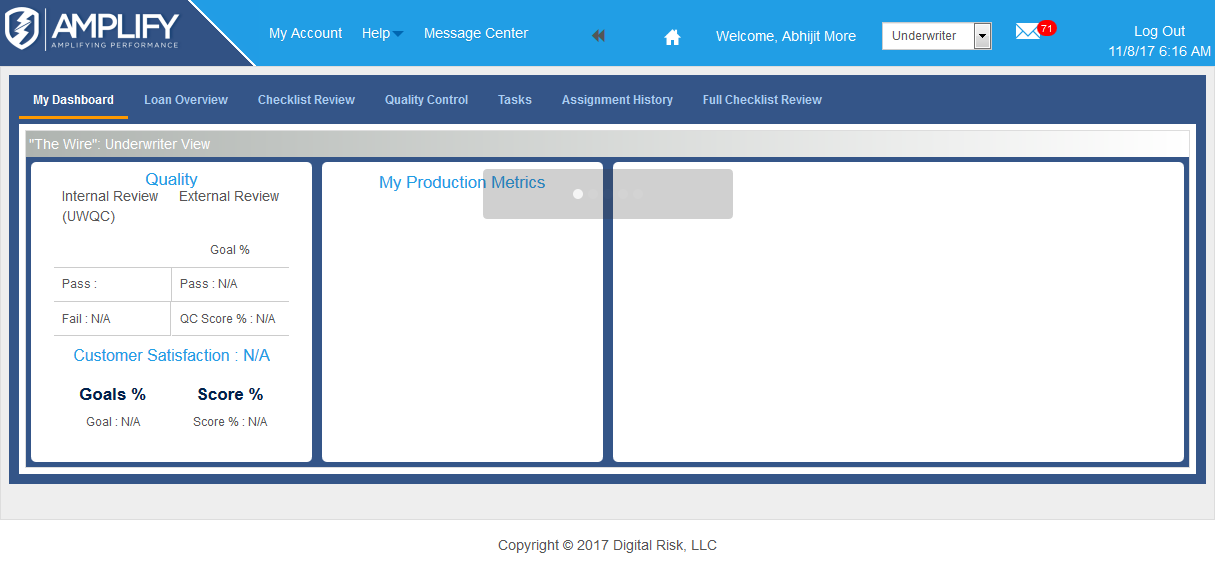 AMPLIFY
AMPLIFYING PERFORMANCE
My Account Help Message Center Welcome, Abhijit More Underwriter 71 Log Out
11/8/17 6:16 AM
My Dashboard Loan Overview Checklist Review Quality Control Tasks Assignment History Full Checklist Review
"The Wire": Underwriter View
Quality
Internal Review (UWQC) External Review
Goal %
Pass : Pass : N/A
Fail : N/A QC Score % : N/A
Customer Satisfaction : N/A
Goals % Score %
Goal : N/A Score % : N/A
My Production Metrics
Copyright © 2017 Digital Risk, LLC